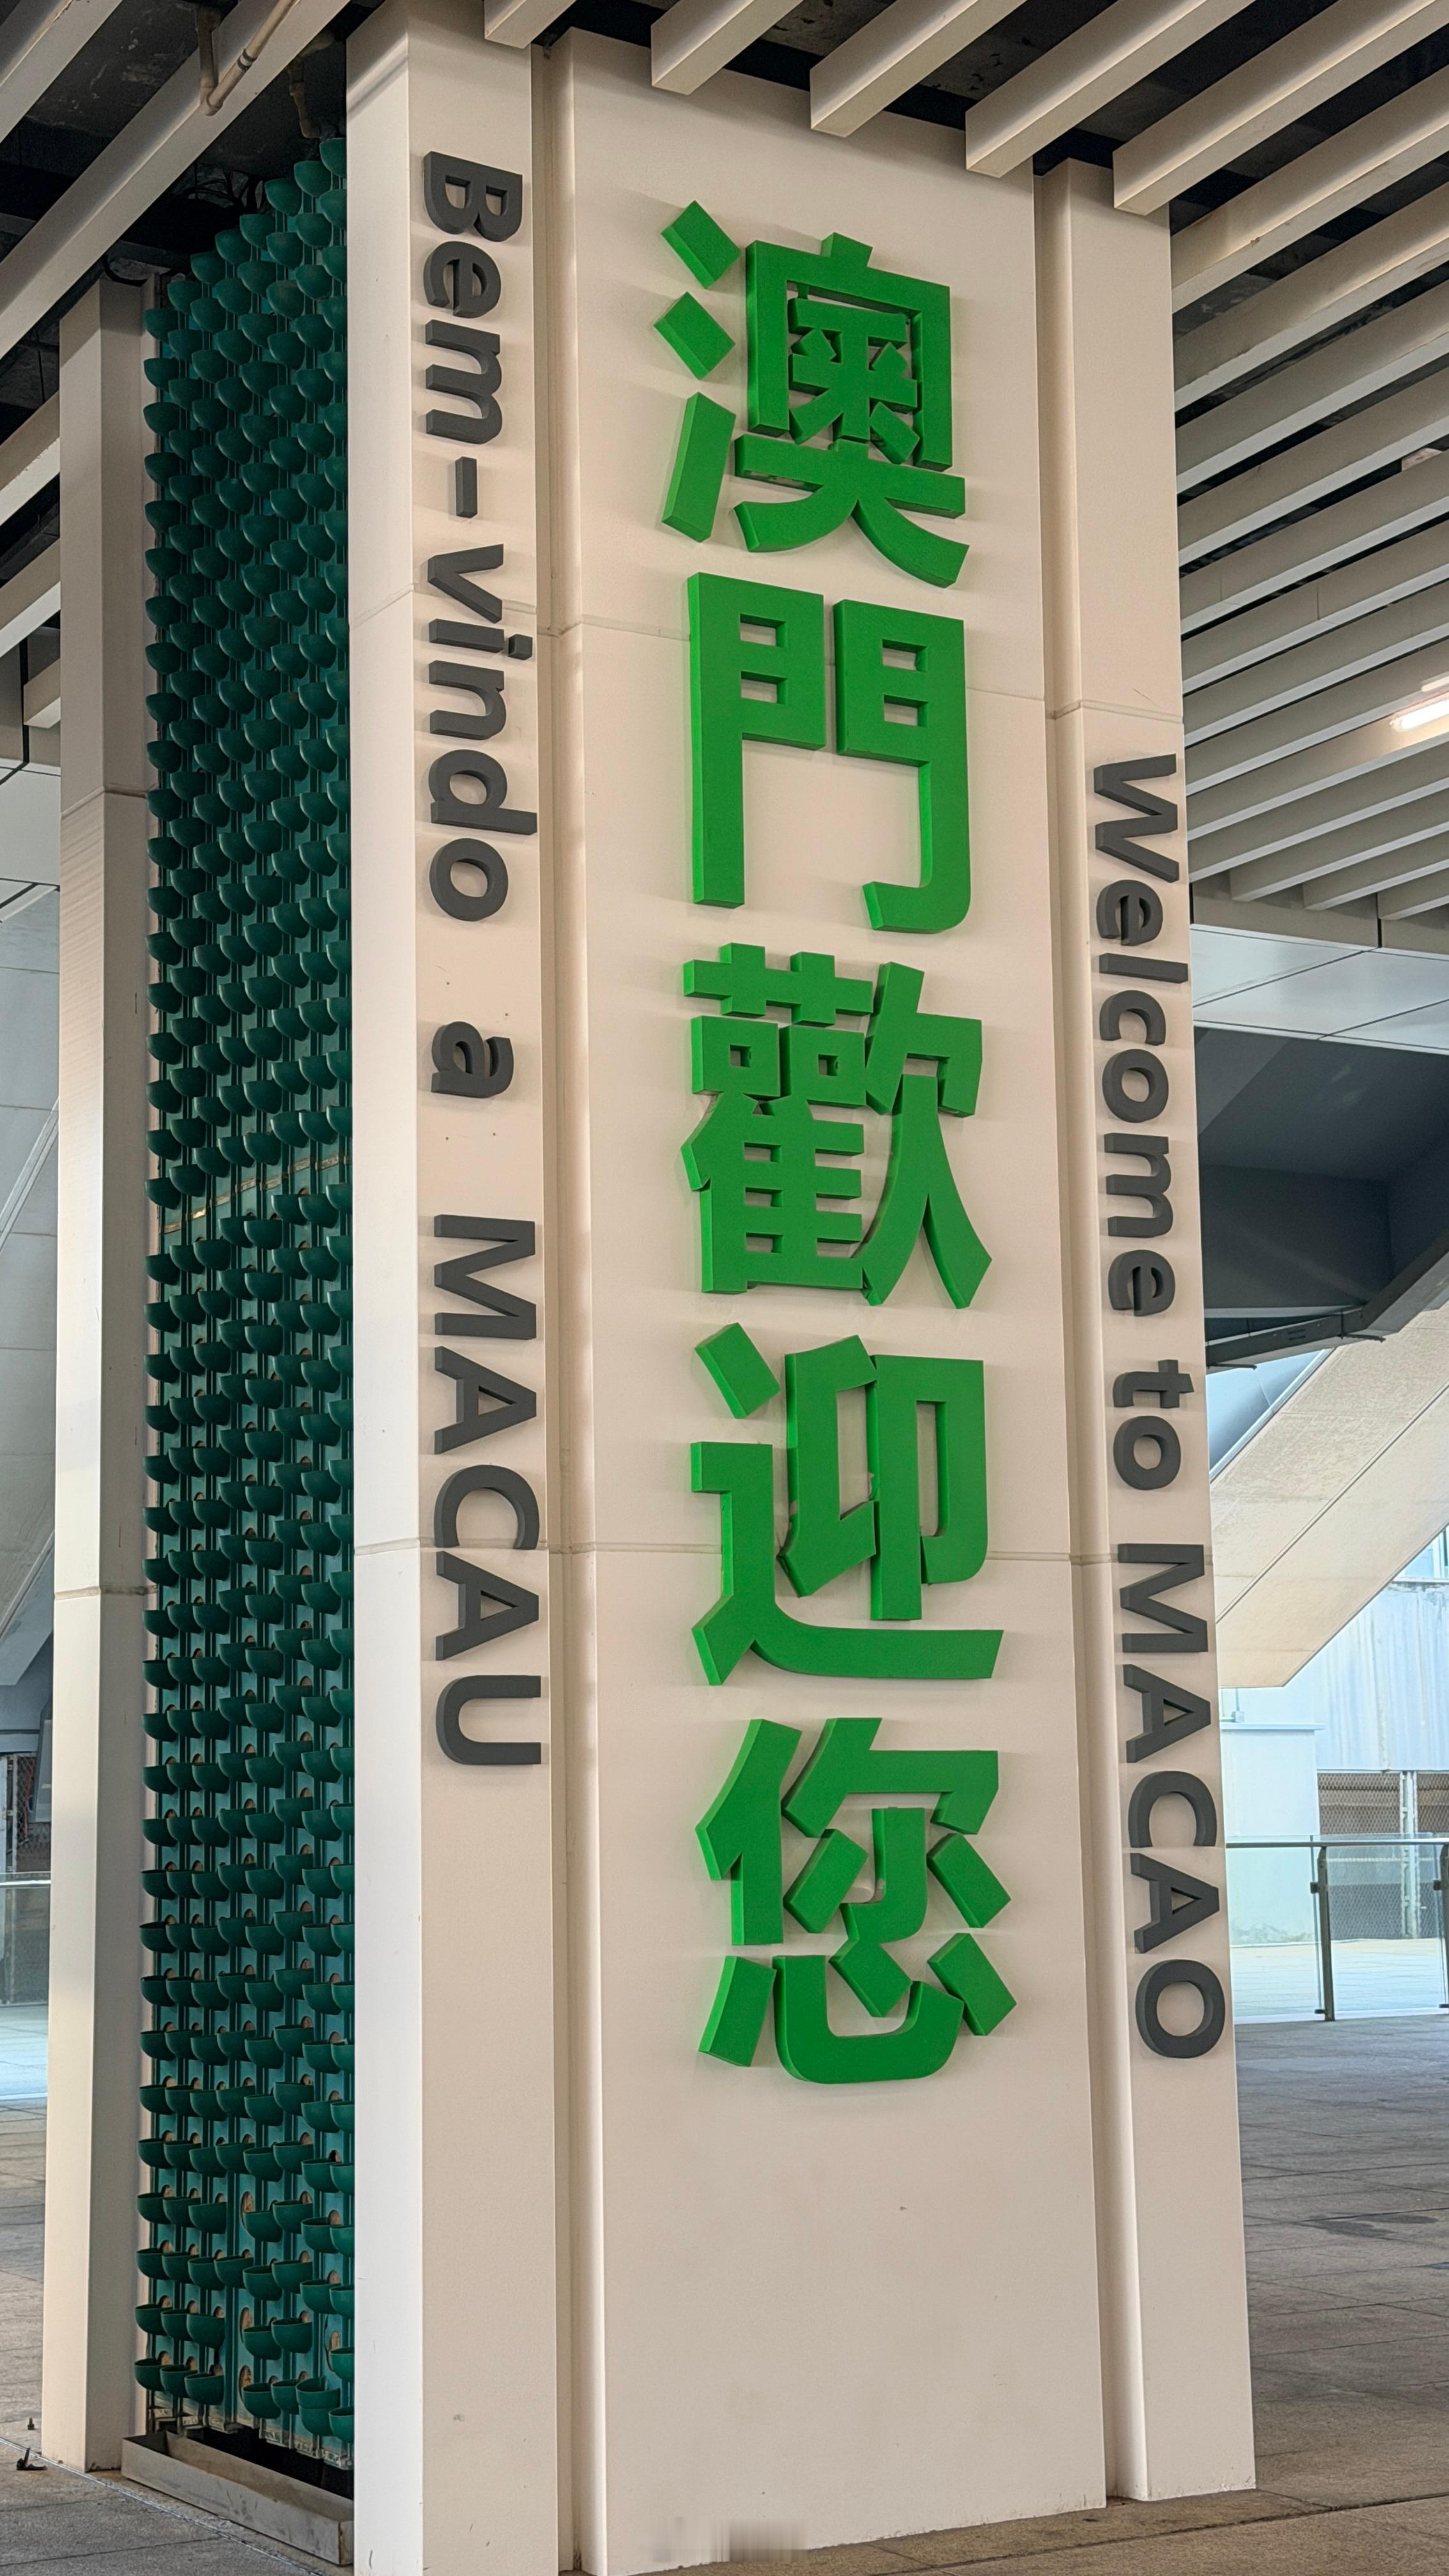 Bem-vindo a MACAU
澳門歡迎您
Welcome to MACAO